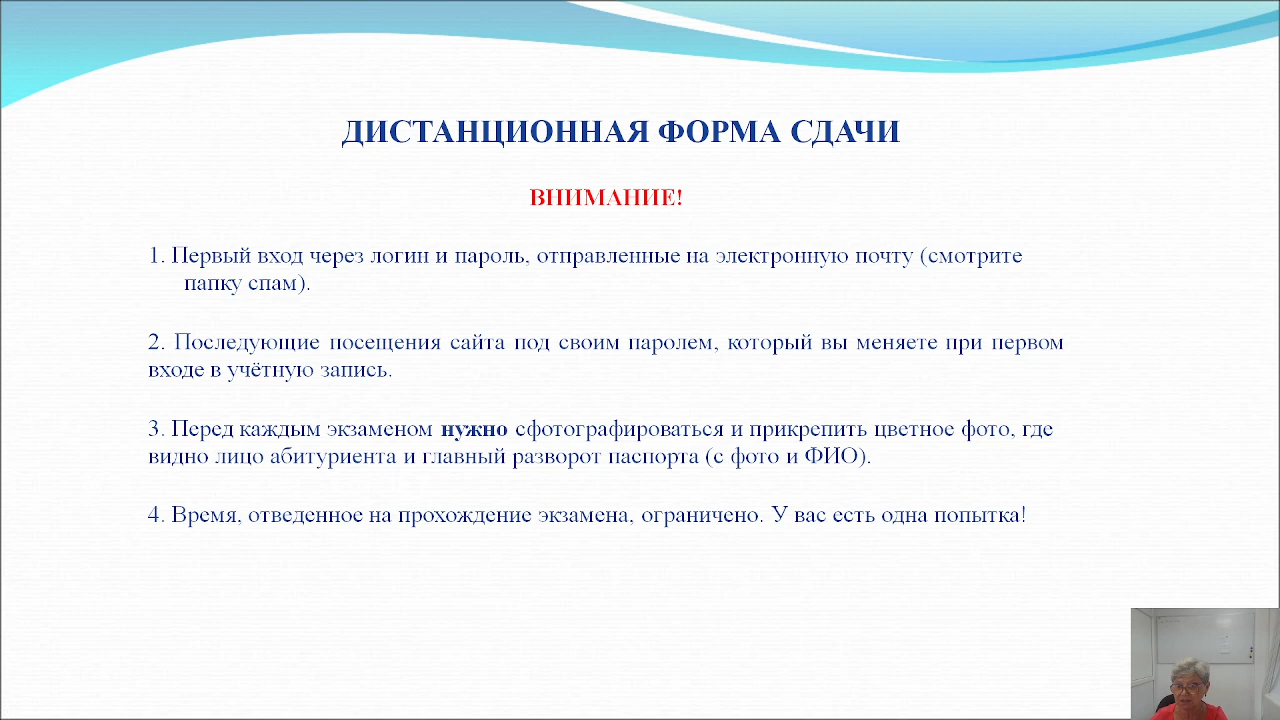 ДИСТАНЦИОННАЯ ФОРМА СДАЧИ
ВНИМАНИЕ!
1. Первый вход через логин и пароль, отправленные на электронную почту (смотрите
папку спам).
2. Последующие посещения сайта под своим паролем, который вы меняете при первом
входе в учётную запись.
3. Перед каждым экзаменом нужно сфотографироваться и прикрепить цветное фото, где
видно лицо абитуриента и главный разворот паспорта (с фото и ФИО).
4. Время, отведенное на прохождение экзамена, ограничено. У вас есть одна попытка!